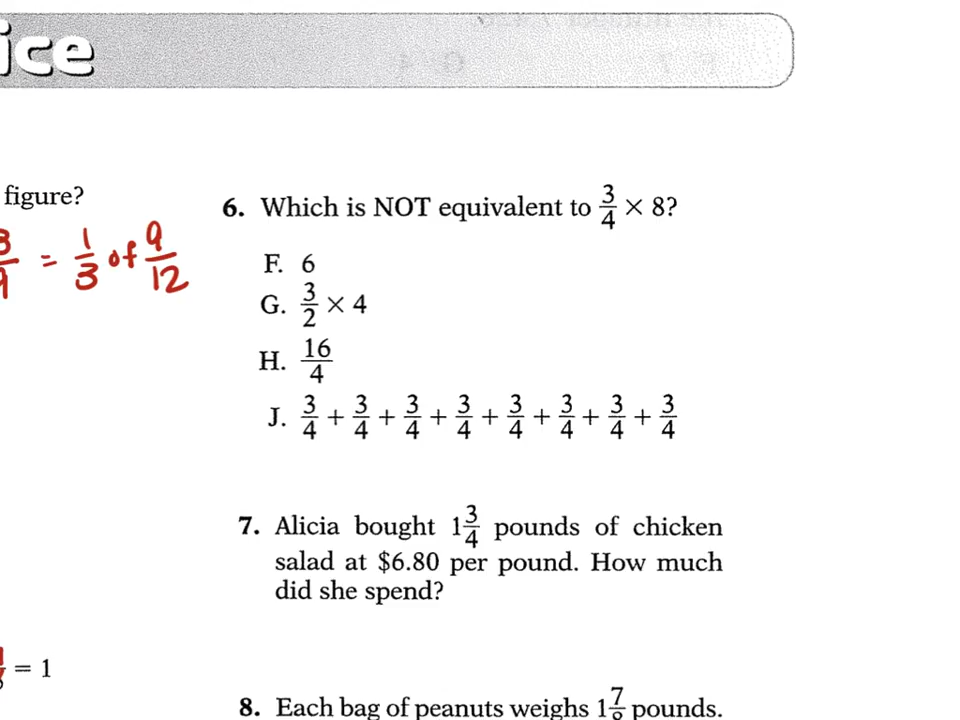 ice
figure?
= 1/3 of 9/12
6. Which is NOT equivalent to 3/4 × 8?
F. 6
G. 3/2 × 4
H. 16/4
J. 3/4 + 3/4 + 3/4 + 3/4 + 3/4 + 3/4 + 3/4 + 3/4
7. Alicia bought 1 3/4 pounds of chicken
salad at $6.80 per pound. How much
did she spend?
= 1
8. Each bag of peanuts weighs 1 7/8 pounds.